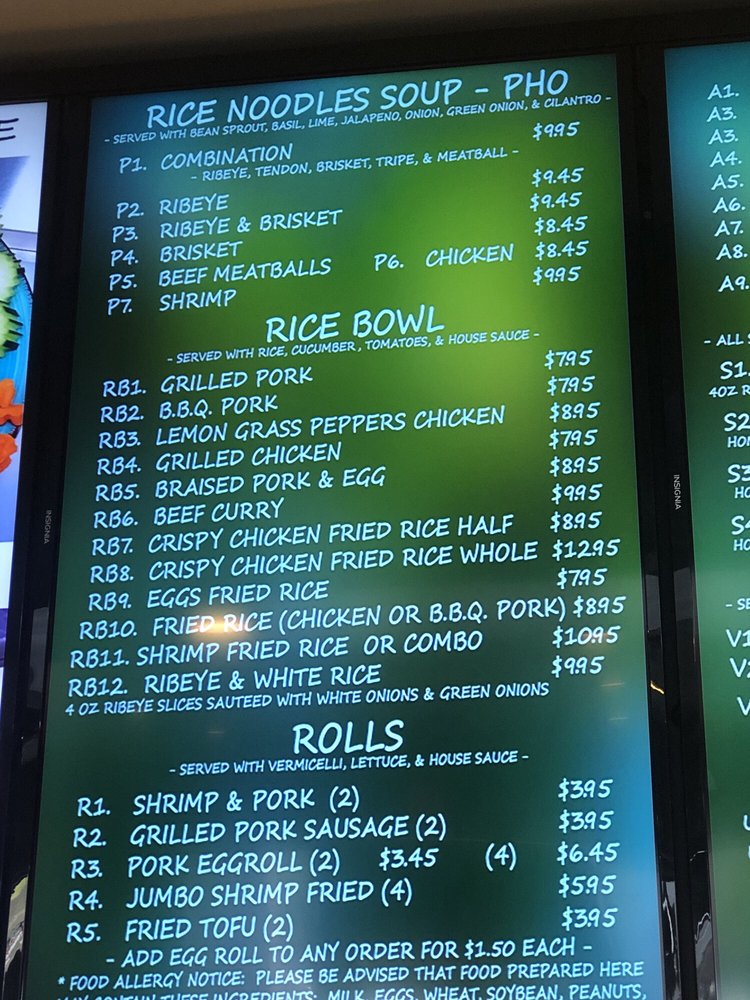 E
RICE NOODLES SOUP - PHO
- SERVED WITH BEAN SPROUT, BASIL, LIME, JALAPENO, ONION, GREEN ONION, & CILANTRO -
P1. COMBINATION $9.95
- RIBEYE, TENDON, BRISKET, TRIPE, & MEATBALL -
P2. RIBEYE $9.45
P3. RIBEYE & BRISKET $9.45
P4. BRISKET $8.45
P5. BEEF MEATBALLS P6. CHICKEN $8.45
P7. SHRIMP $9.95
RICE BOWL
- SERVED WITH RICE, CUCUMBER, TOMATOES, & HOUSE SAUCE -
RB1. GRILLED PORK $7.95
RB2. B.B.Q. PORK $7.95
RB3. LEMON GRASS PEPPERS CHICKEN $8.95
RB4. GRILLED CHICKEN $7.95
RB5. BRAISED PORK & EGG $8.95
RB6. BEEF CURRY $9.95
RB7. CRISPY CHICKEN FRIED RICE HALF $8.95
RB8. CRISPY CHICKEN FRIED RICE WHOLE $12.95
RB9. EGGS FRIED RICE $7.95
RB10. FRIED RICE (CHICKEN OR B.B.Q. PORK) $8.95
RB11. SHRIMP FRIED RICE OR COMBO $10.95
RB12. RIBEYE & WHITE RICE $9.95
4 OZ RIBEYE SLICES SAUTEED WITH WHITE ONIONS & GREEN ONIONS
ROLLS
- SERVED WITH VERMICELLI, LETTUCE, & HOUSE SAUCE -
R1. SHRIMP & PORK (2) $3.95
R2. GRILLED PORK SAUSAGE (2) $3.95
R3. PORK EGGROLL (2) $3.45 (4) $6.45
R4. JUMBO SHRIMP FRIED (4) $5.95
R5. FRIED TOFU (2) $3.95
- ADD EGG ROLL TO ANY ORDER FOR $1.50 EACH -
* FOOD ALLERGY NOTICE: PLEASE BE ADVISED THAT FOOD PREPARED HERE
MAY CONTAIN THESE INGREDIENTS: MILK, EGGS, WHEAT, SOYBEAN, PEANUTS,
INSIGNIA
INSIGNIA
A1.
A3.
A3.
A4.
A5.
A6.
A7.
A8.
A9.
- ALL
S1.
4OZ
S2
S3
V1